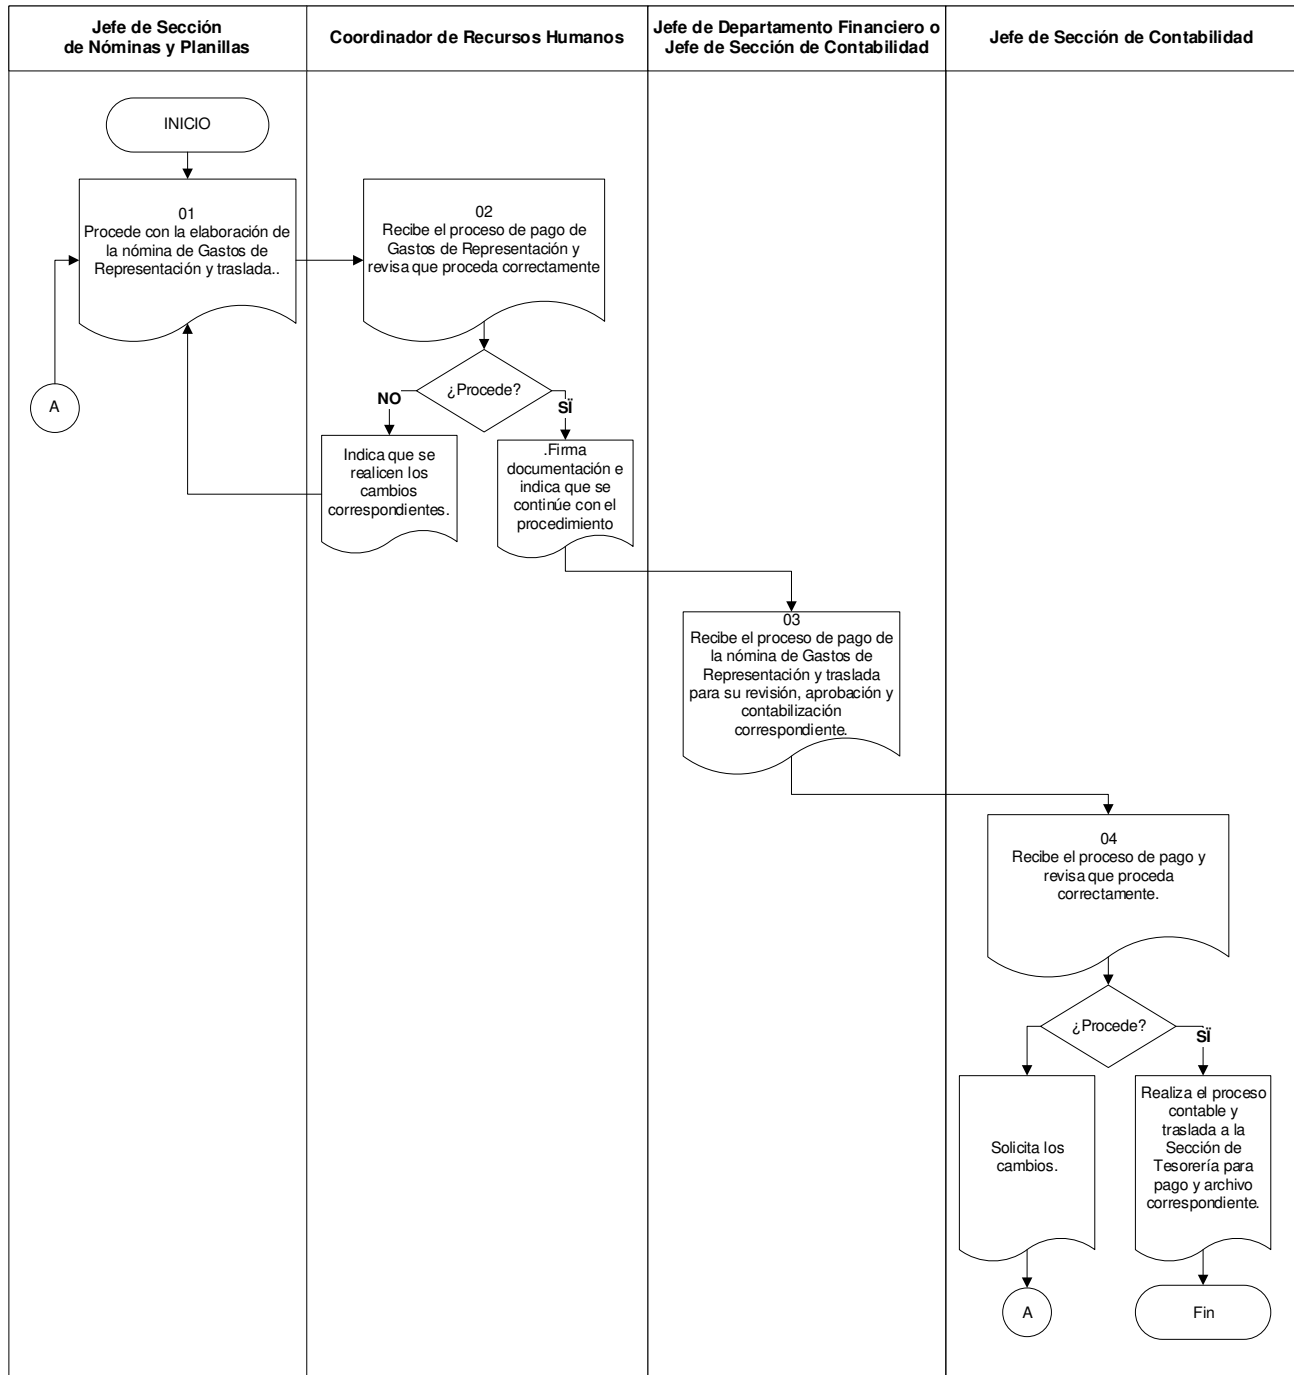 Jefe de Sección
de Nóminas y Planillas
Coordinador de Recursos Humanos
Jefe de Departamento Financiero o
Jefe de Sección de Contabilidad
Jefe de Sección de Contabilidad
INICIO
01
Procede con la elaboración de
la nómina de Gastos de
Representación y traslada..
02
Recibe el proceso de pago de
Gastos de Representación y
revisa que proceda correctamente
¿Procede?
NO
SÏ
A
Indica que se
realicen los
cambios
correspondientes.
.Firma
documentación e
indica que se
continúe con el
procedimiento
03
Recibe el proceso de pago de
la nómina de Gastos de
Representación y traslada
para su revisión, aprobación y
contabilización
correspondiente.
04
Recibe el proceso de pago y
revisa que proceda
correctamente.
¿Procede?
SÏ
Solicita los
cambios.
Realiza el proceso
contable y
traslada a la
Sección de
Tesorería para
pago y archivo
correspondiente.
A
Fin